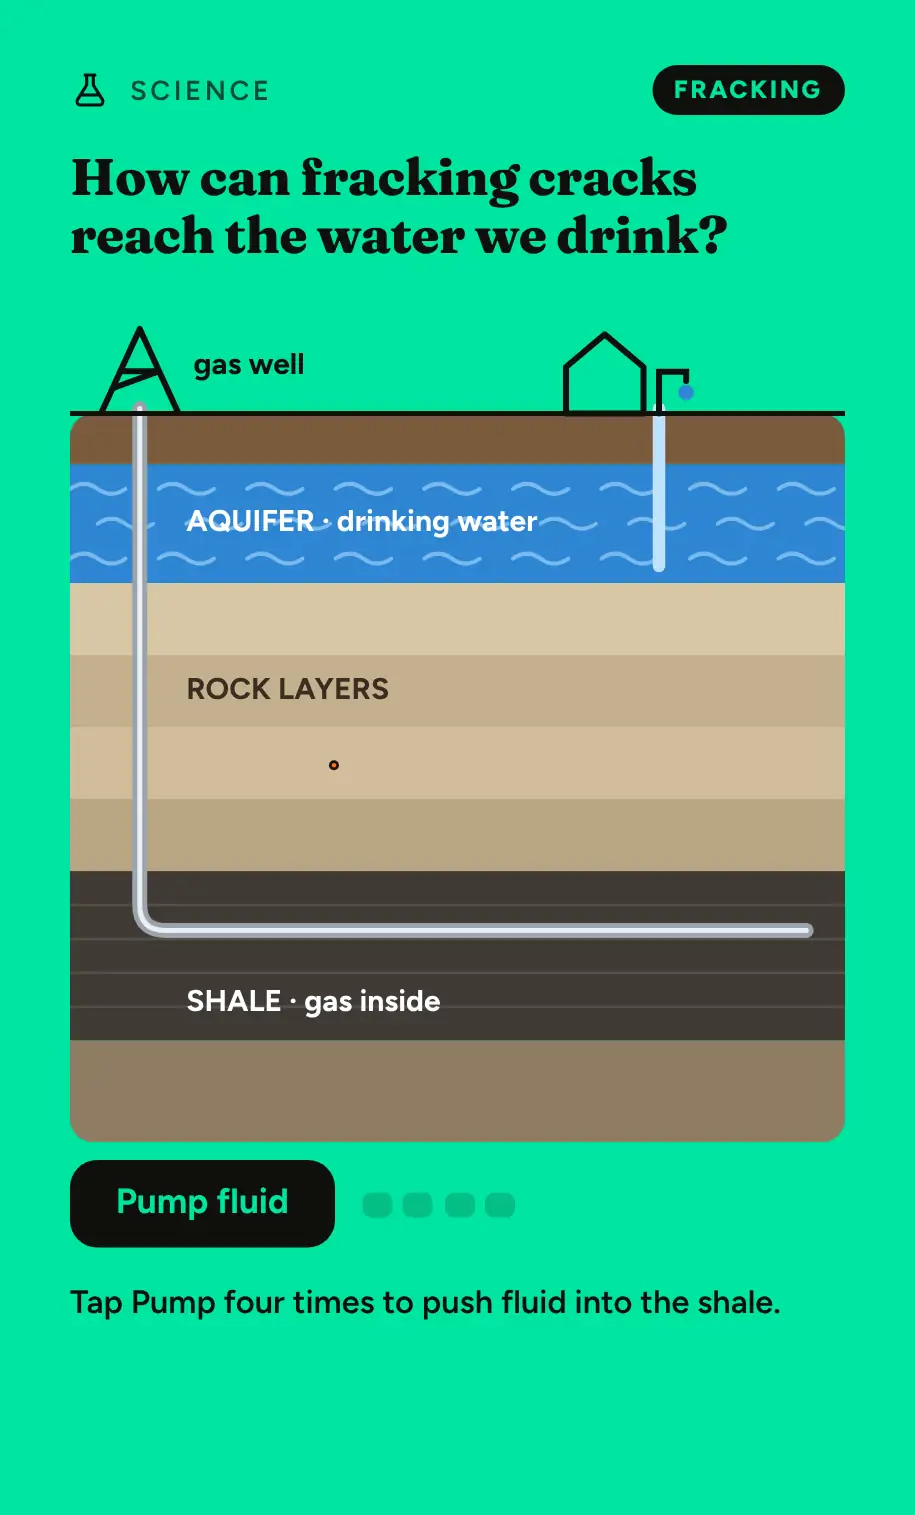 SCIENCE
FRACKING
How can fracking cracks
reach the water we drink?
gas well
AQUIFER · drinking water
ROCK LAYERS
SHALE · gas inside
Pump fluid
Tap Pump four times to push fluid into the shale.